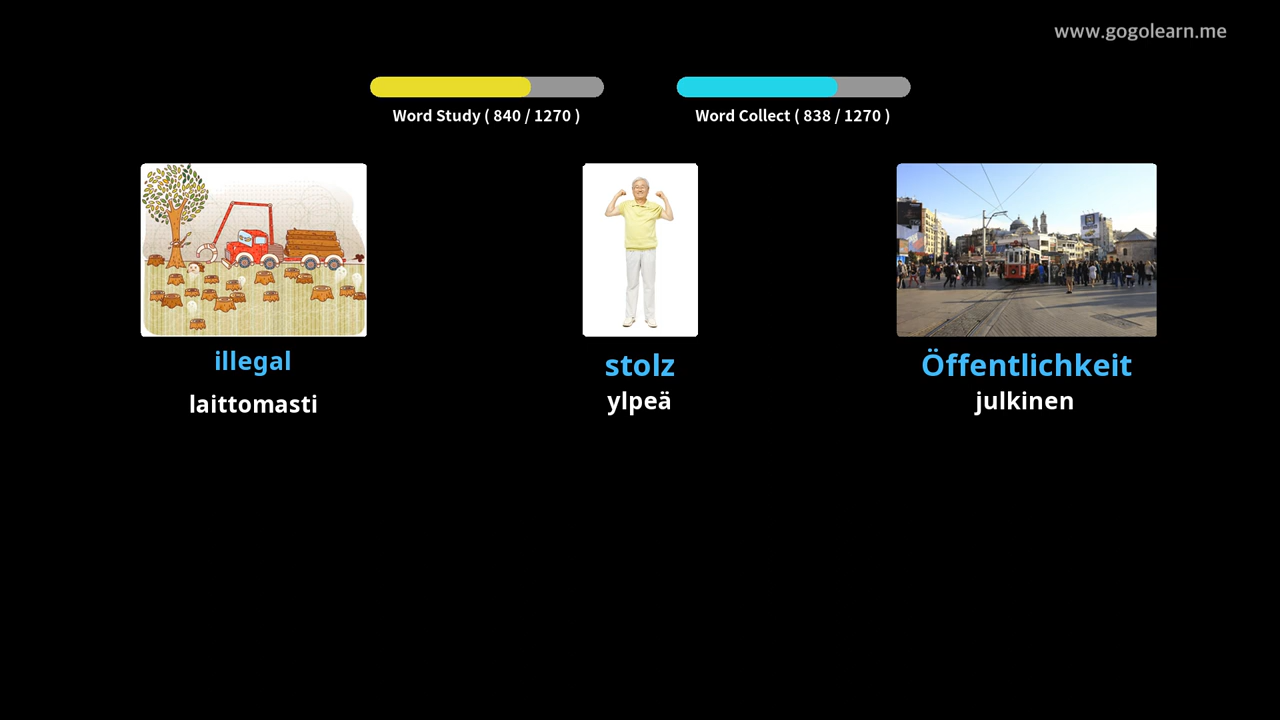 www.gogolearn.me
Word Study ( 840 / 1270 )
Word Collect ( 838 / 1270 )
illegal
laittomasti
stolz
ylpeä
Öffentlichkeit
julkinen